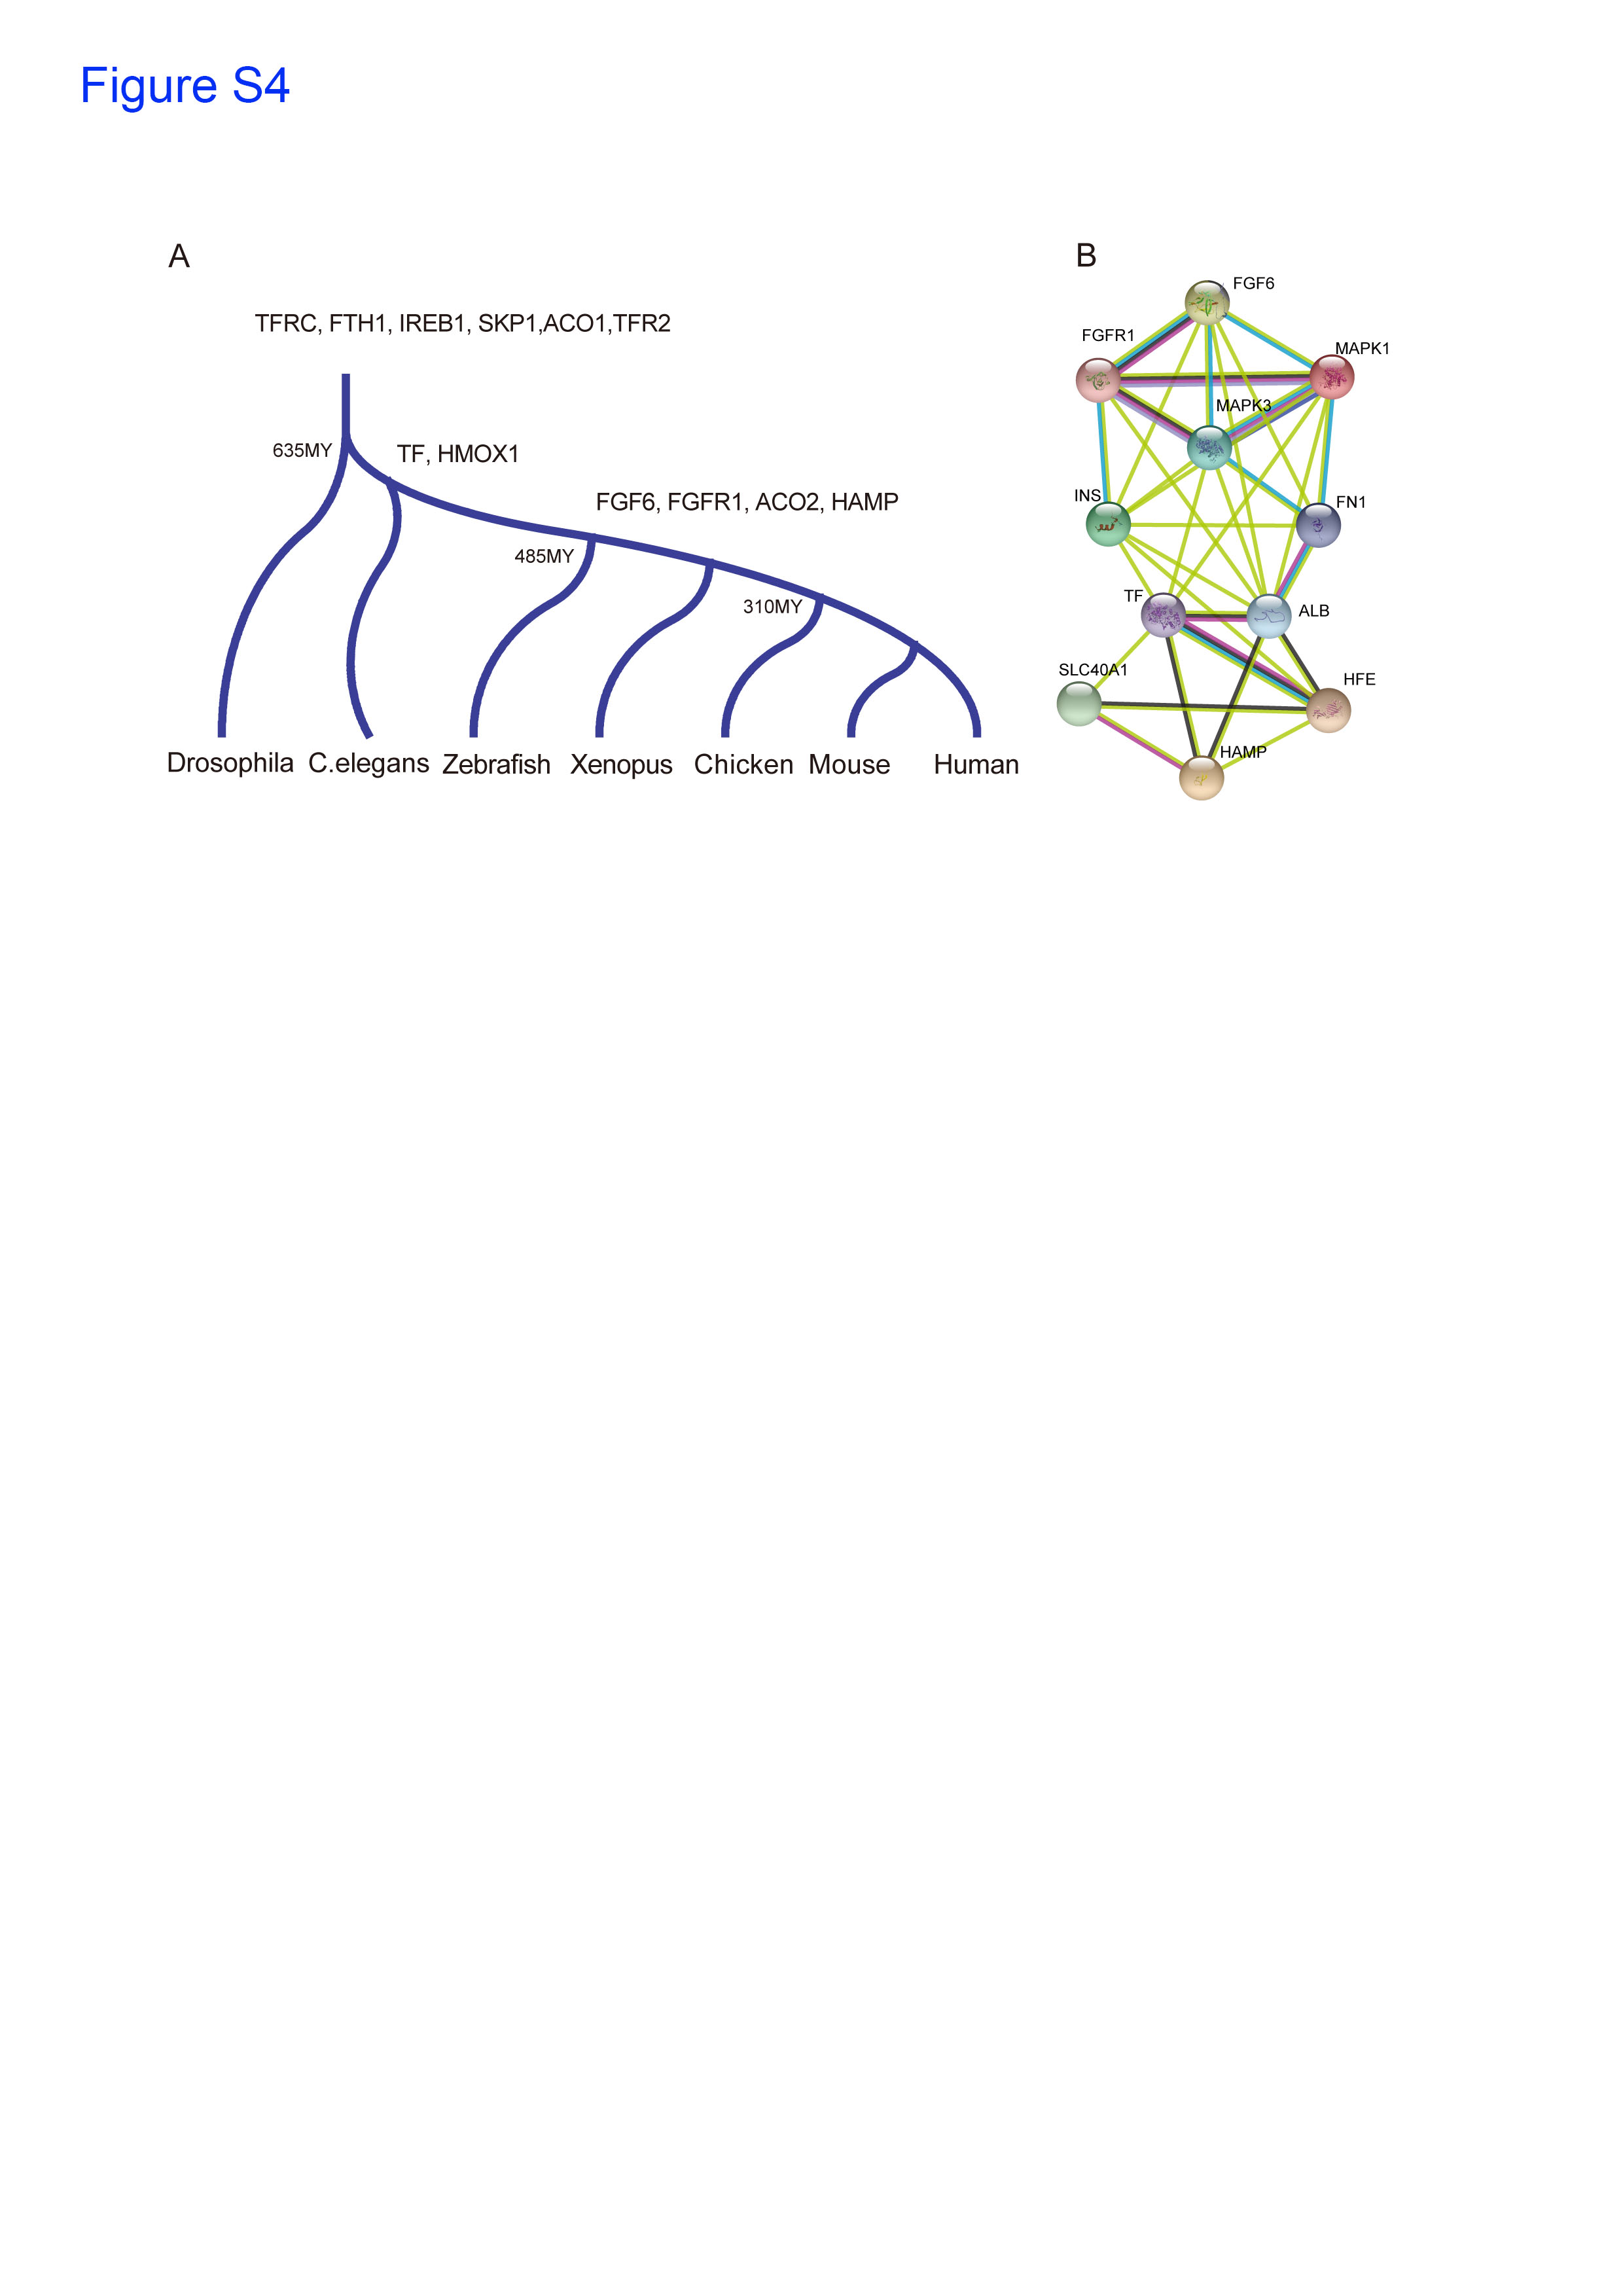 Figure S4
A
TFRC, FTH1, IREB1, SKP1,ACO1,TFR2
635MY
TF, HMOX1
FGF6, FGFR1, ACO2, HAMP
485MY
310MY
Drosophila C.elegans Zebrafish Xenopus Chicken Mouse Human
B
FGF6
FGFR1
MAPK1
MAPK3
INS
FN1
TF
ALB
SLC40A1
HFE
HAMP